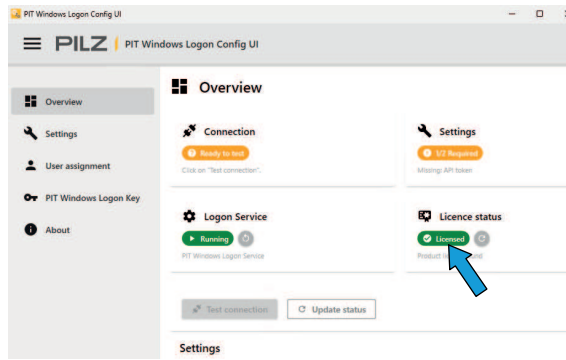 PIT Windows Logon Config UI
PILZ PIT Windows Logon Config UI
Overview
Settings
User assignment
PIT Windows Logon Key
About
Overview
Connection
Ready to test
Click on "Test connection".
Settings
1/2 Required
Missing: API token
Logon Service
Running
PIT Windows Logon Service
Licence status
Licensed
Product
Test connection
Update status
Settings